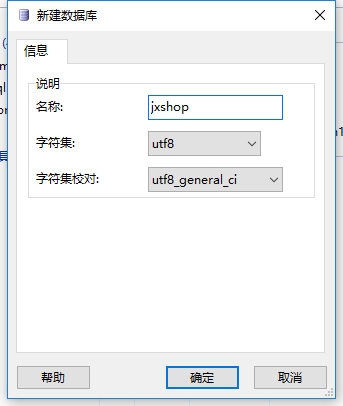 新建数据库
信息
说明
名称:
jxshop
字符集:
utf8
字符集校对:
utf8_general_ci
帮助
确定
取消